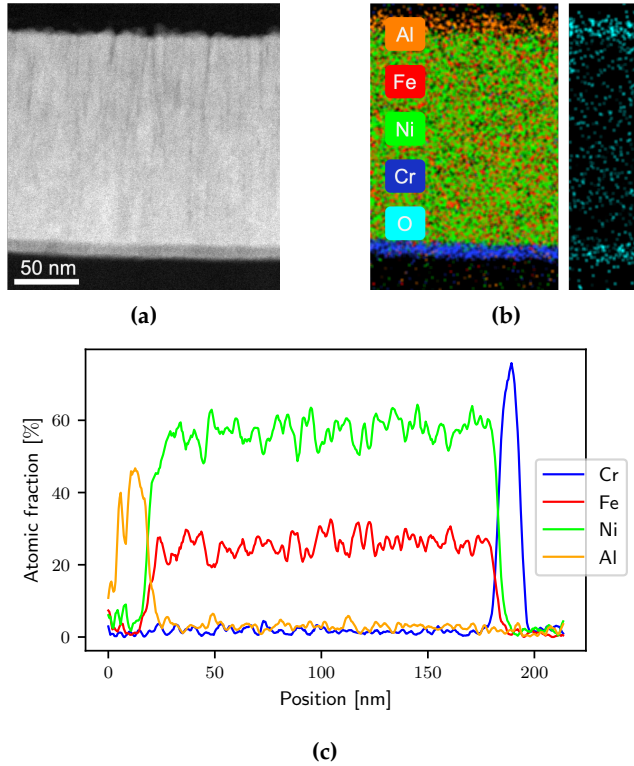 50 nm
Al
Fe
Ni
Cr
O
(a)
(b)
Atomic fraction [%]
60
40
20
0
0
50
100
150
200
Position [nm]
Cr
Fe
Ni
Al
(c)